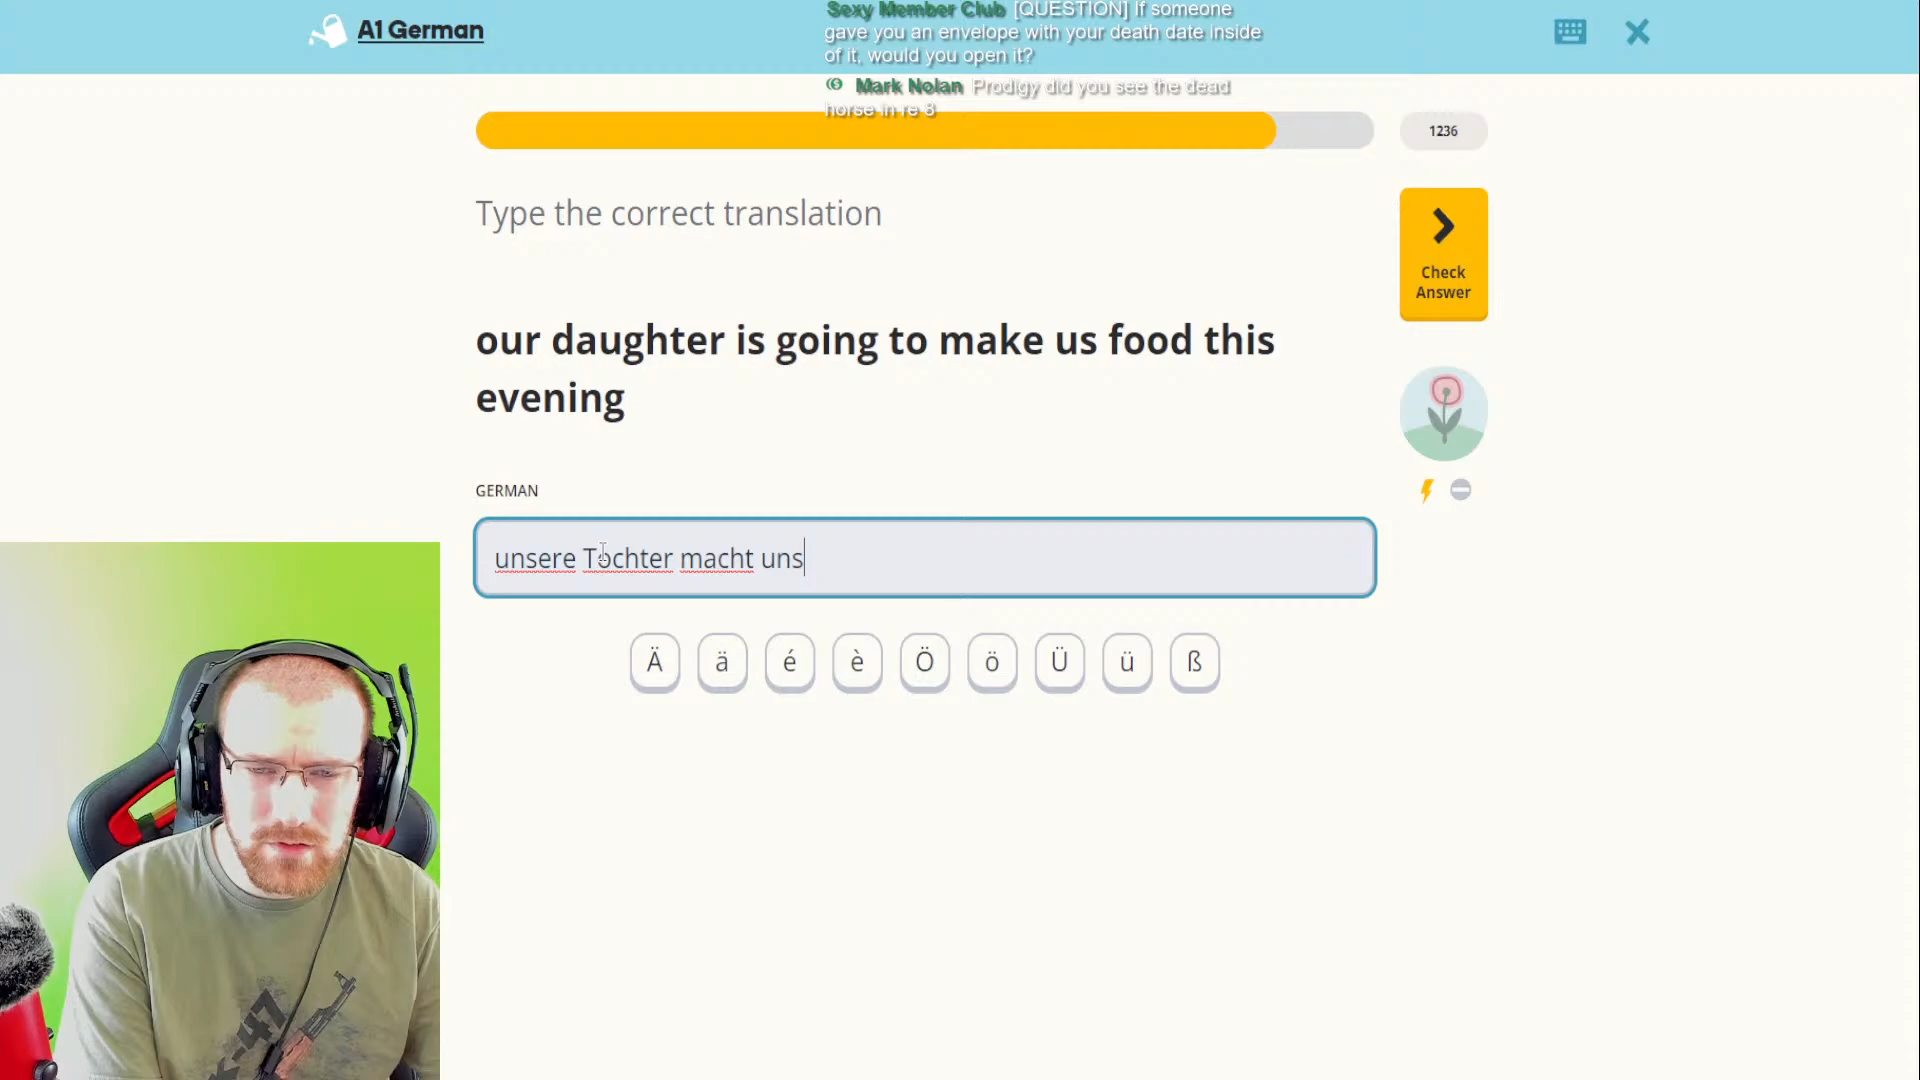 A1 German
Sexy Member Club [QUESTION] If someone
gave you an envelope with your death date inside
of it, would you open it?
Mark Nolan Prodigy did you see the dead
horse in re 8
1236
Type the correct translation
Check
Answer
our daughter is going to make us food this
evening
GERMAN
unsere Tochter macht uns
Ä ä é è Ö ö Ü ü ß
-47